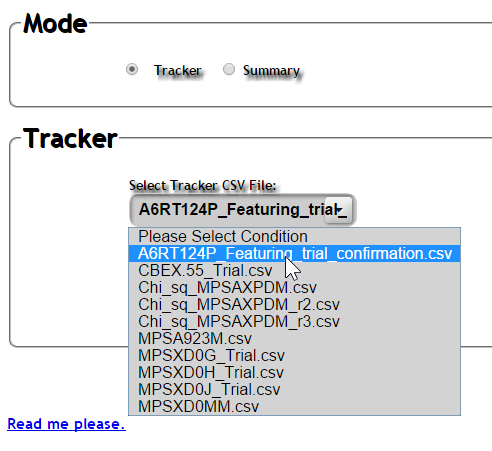 Mode
Tracker Summary
Tracker
Select Tracker CSV File:
A6RT124P_Featuring_trial_
Please Select Condition
A6RT124P_Featuring_trial_confirmation.csv
CBEX.55_Trial.csv
Chi_sq_MPSAXPDM.csv
Chi_sq_MPSAXPDM_r2.csv
Chi_sq_MPSAXPDM_r3.csv
MPSA923M.csv
MPSXD0G_Trial.csv
MPSXD0H_Trial.csv
MPSXD0J_Trial.csv
MPSXD0MM.csv
Read me please.